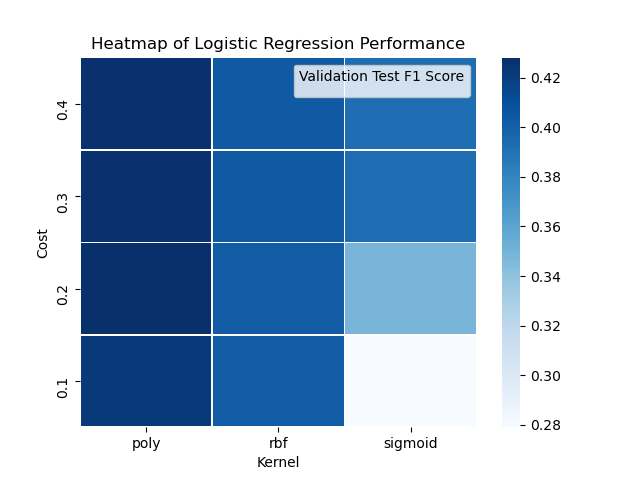 Heatmap of Logistic Regression Performance
Validation Test F1 Score
0.4
0.3
0.2
0.1
Cost
poly rbf sigmoid
Kernel
0.42
0.40
0.38
0.36
0.34
0.32
0.30
0.28